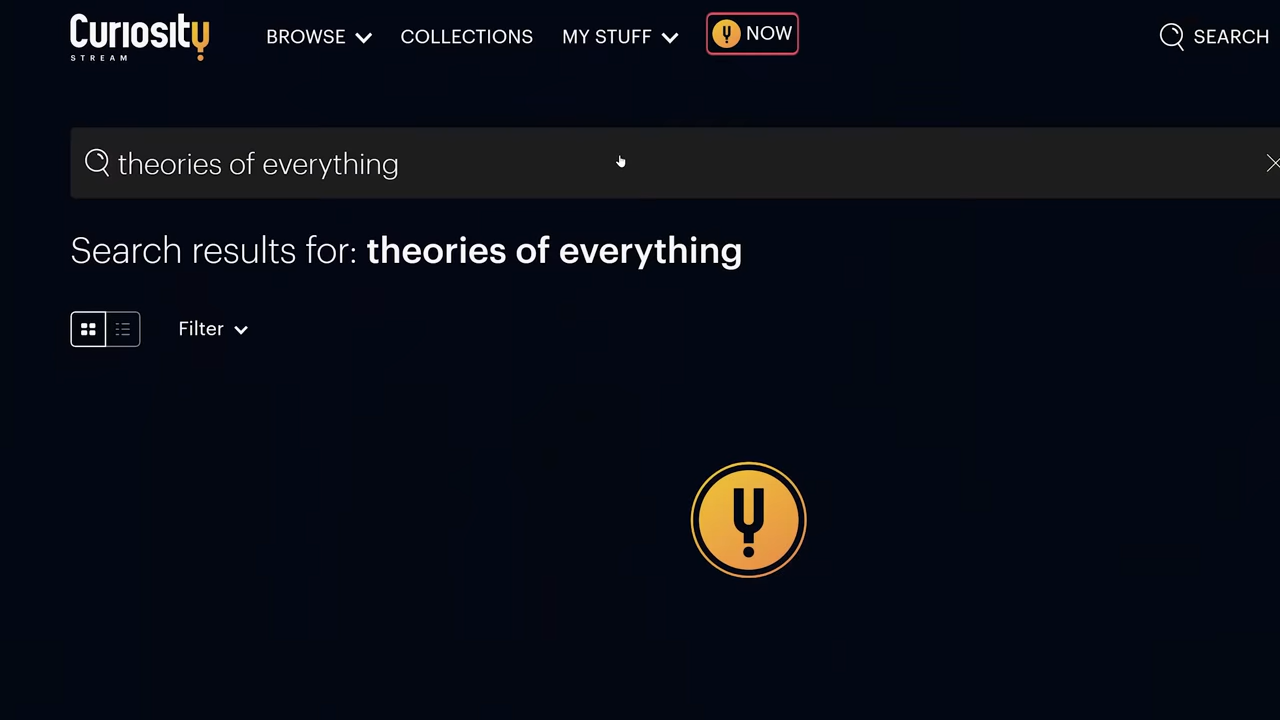 Curiosity
STREAM
BROWSE
COLLECTIONS
MY STUFF
NOW
SEARCH
theories of everything
Search results for: theories of everything
Filter